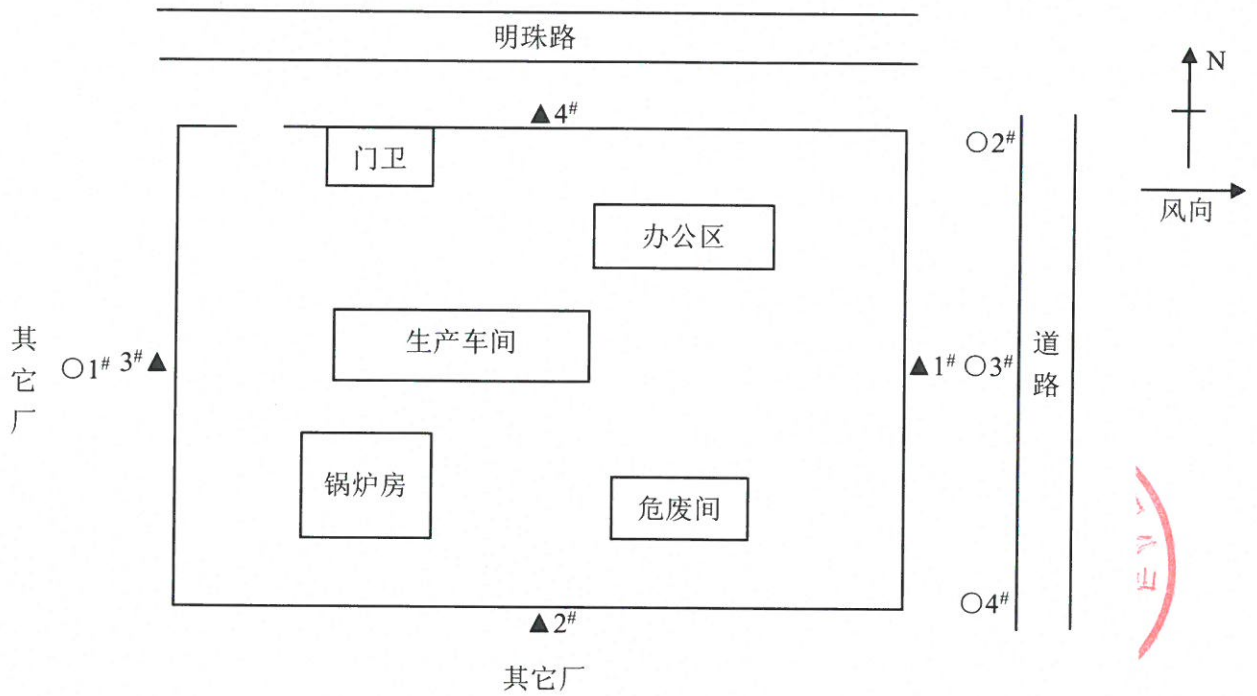 明珠路
N
▲4#
门卫
○2#
风向
办公区
其它厂
○1# 3#▲
生产车间
▲1# ○3#
道路
锅炉房
危废间
○4#
▲2#
其它厂